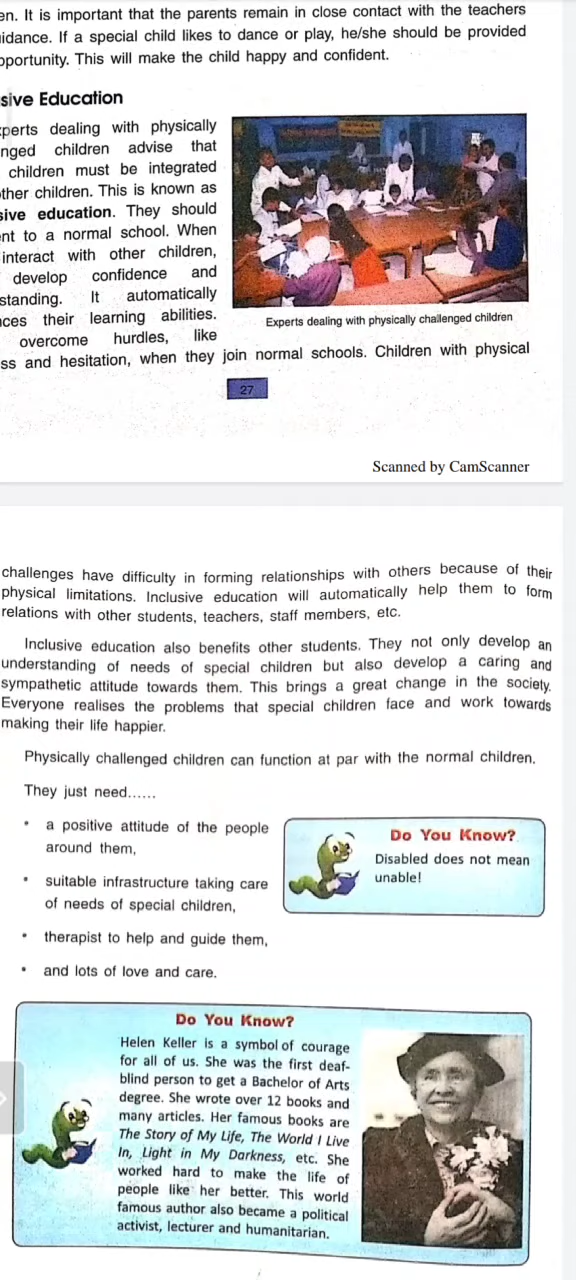 en. It is important that the parents remain in close contact with the teachers
idance. If a special child likes to dance or play, he/she should be provided
pportunity. This will make the child happy and confident.
sive Education
perts dealing with physically
nged children advise that
children must be integrated
ther children. This is known as
sive education. They should
nt to a normal school. When
interact with other children,
develop confidence and
standing. It automatically
nces their learning abilities.
overcome hurdles, like
Experts dealing with physically challenged children
ss and hesitation, when they join normal schools. Children with physical
27
Scanned by CamScanner
challenges have difficulty in forming relationships with others because of their
physical limitations. Inclusive education will automatically help them to form
relations with other students, teachers, staff members, etc.
Inclusive education also benefits other students. They not only develop an
understanding of needs of special children but also develop a caring and
sympathetic attitude towards them. This brings a great change in the society.
Everyone realises the problems that special children face and work towards
making their life happier.
Physically challenged children can function at par with the normal children.
They just need......
• a positive attitude of the people
around them,
• suitable infrastructure taking care
of needs of special children,
• therapist to help and guide them,
• and lots of love and care.
Do You Know?
Disabled does not mean
unable!
Do You Know?
Helen Keller is a symbol of courage
for all of us. She was the first deaf-
blind person to get a Bachelor of Arts
degree. She wrote over 12 books and
many articles. Her famous books are
The Story of My Life, The World I Live
In, Light in My Darkness, etc. She
worked hard to make the life of
people like her better. This world
famous author also became a political
activist, lecturer and humanitarian.